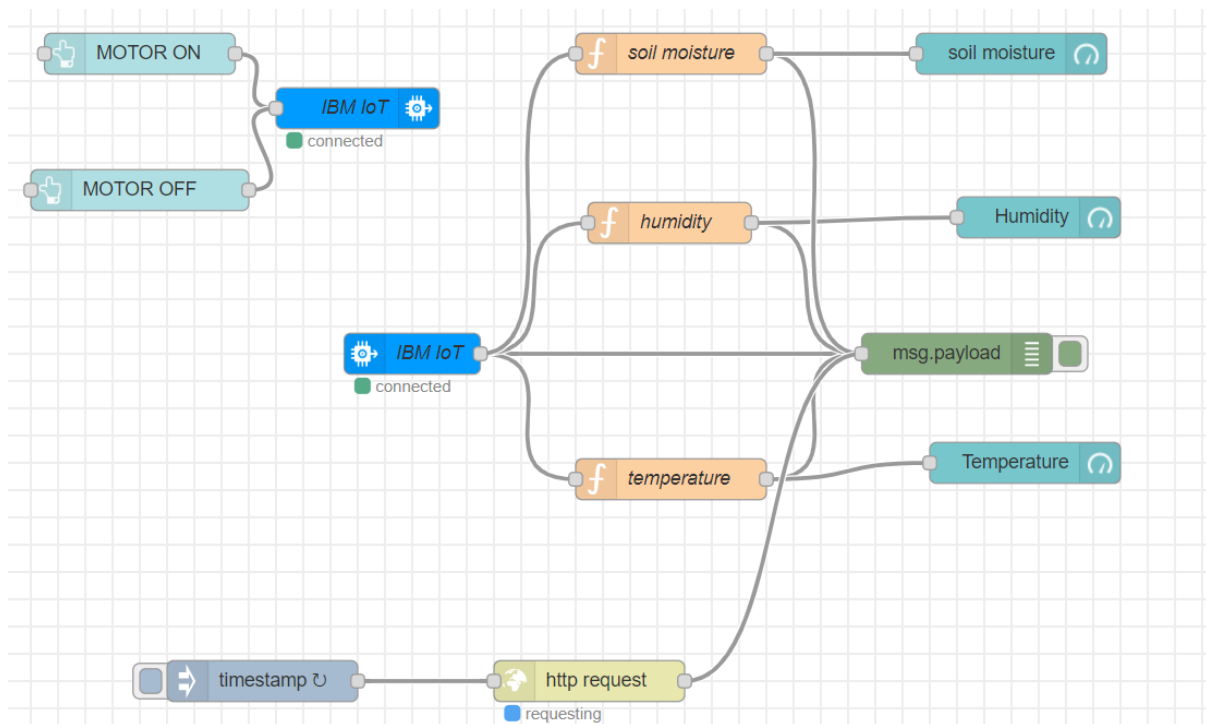 MOTOR ON
soil moisture
soil moisture
IBM IoT
connected
MOTOR OFF
humidity
Humidity
IBM IoT
connected
msg.payload
temperature
Temperature
timestamp ↻
http request
requesting